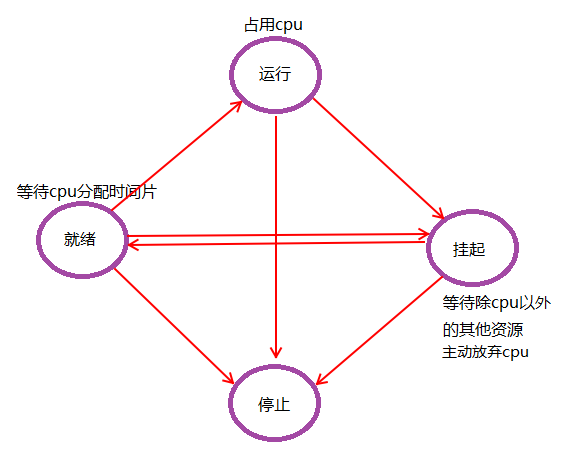 占用cpu
运行
等待cpu分配时间片
就绪
挂起
等待除cpu以外
的其他资源
主动放弃cpu
停止